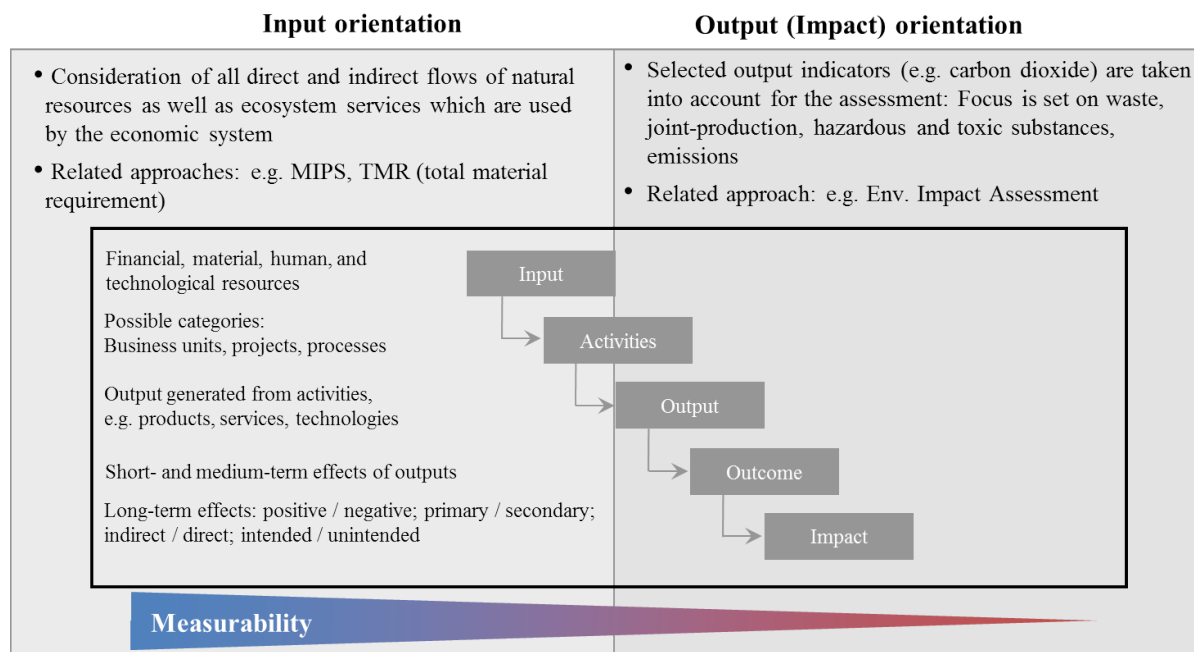 Input orientation
Output (Impact) orientation
• Consideration of all direct and indirect flows of natural
resources as well as ecosystem services which are used
by the economic system
• Related approaches: e.g. MIPS, TMR (total material
requirement)
• Selected output indicators (e.g. carbon dioxide) are taken
into account for the assessment: Focus is set on waste,
joint-production, hazardous and toxic substances,
emissions
• Related approach: e.g. Env. Impact Assessment
Financial, material, human, and
technological resources
Input
Possible categories:
Business units, projects, processes
Activities
Output generated from activities,
e.g. products, services, technologies
Output
Short- and medium-term effects of outputs
Outcome
Long-term effects: positive / negative; primary / secondary;
indirect / direct; intended / unintended
Impact
Measurability